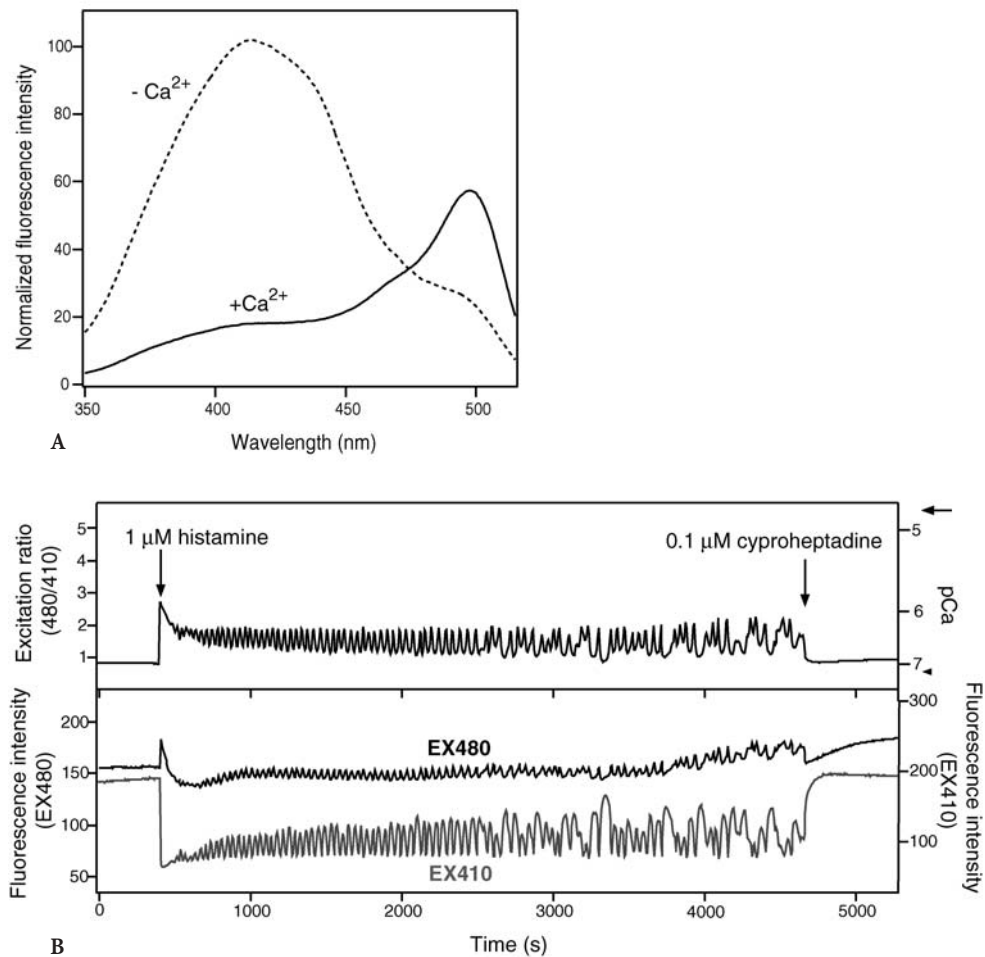 100
80
60
40
20
0
Normalized fluorescence intensity
- Ca2+
+Ca2+
350
400
450
500
Wavelength (nm)
A
5
4
3
2
1
Excitation ratio
(480/410)
1 μM histamine
0.1 μM cyproheptadine
5
6
7
pCa
200
150
100
50
Fluorescence intensity
(EX480)
EX480
EX410
300
200
100
Fluorescence intensity
(EX410)
0
1000
2000
3000
4000
5000
Time (s)
B